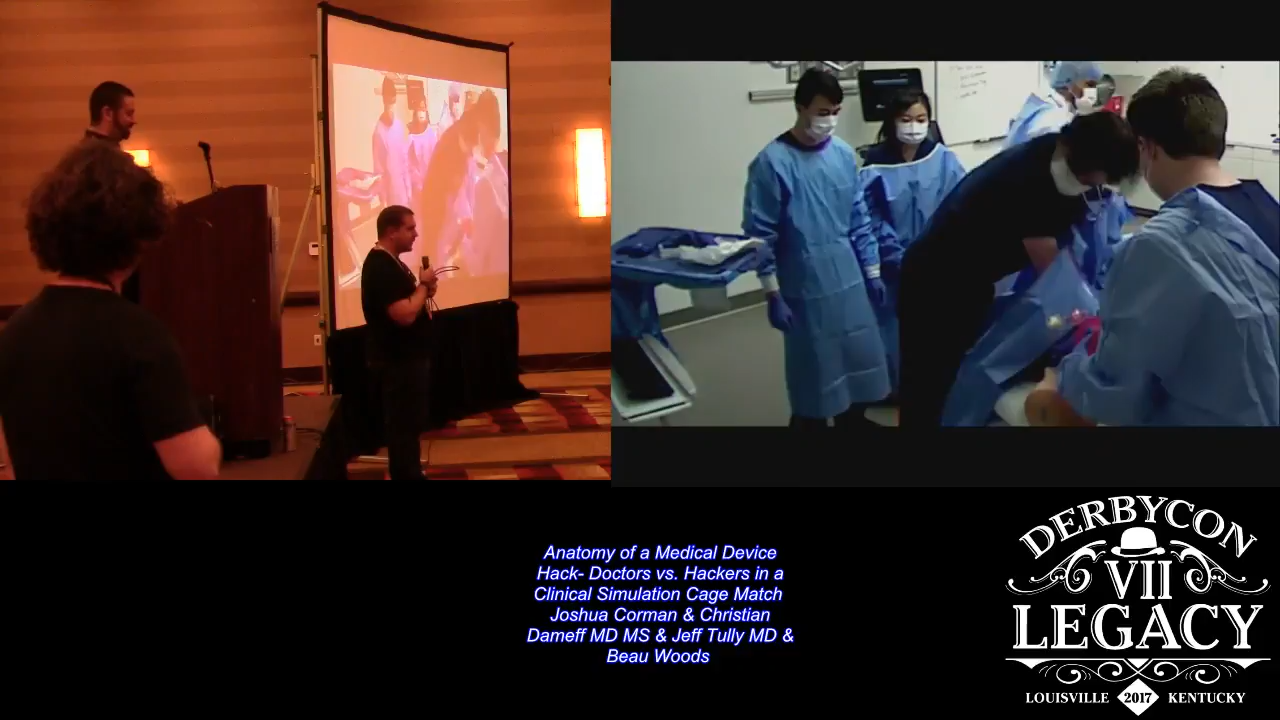 Anatomy of a Medical Device
Hack- Doctors vs. Hackers in a
Clinical Simulation Cage Match
Joshua Corman & Christian
Dameff MD MS & Jeff Tully MD &
Beau Woods
DERBYCON
VII
LEGACY
LOUISVILLE 2017 KENTUCKY